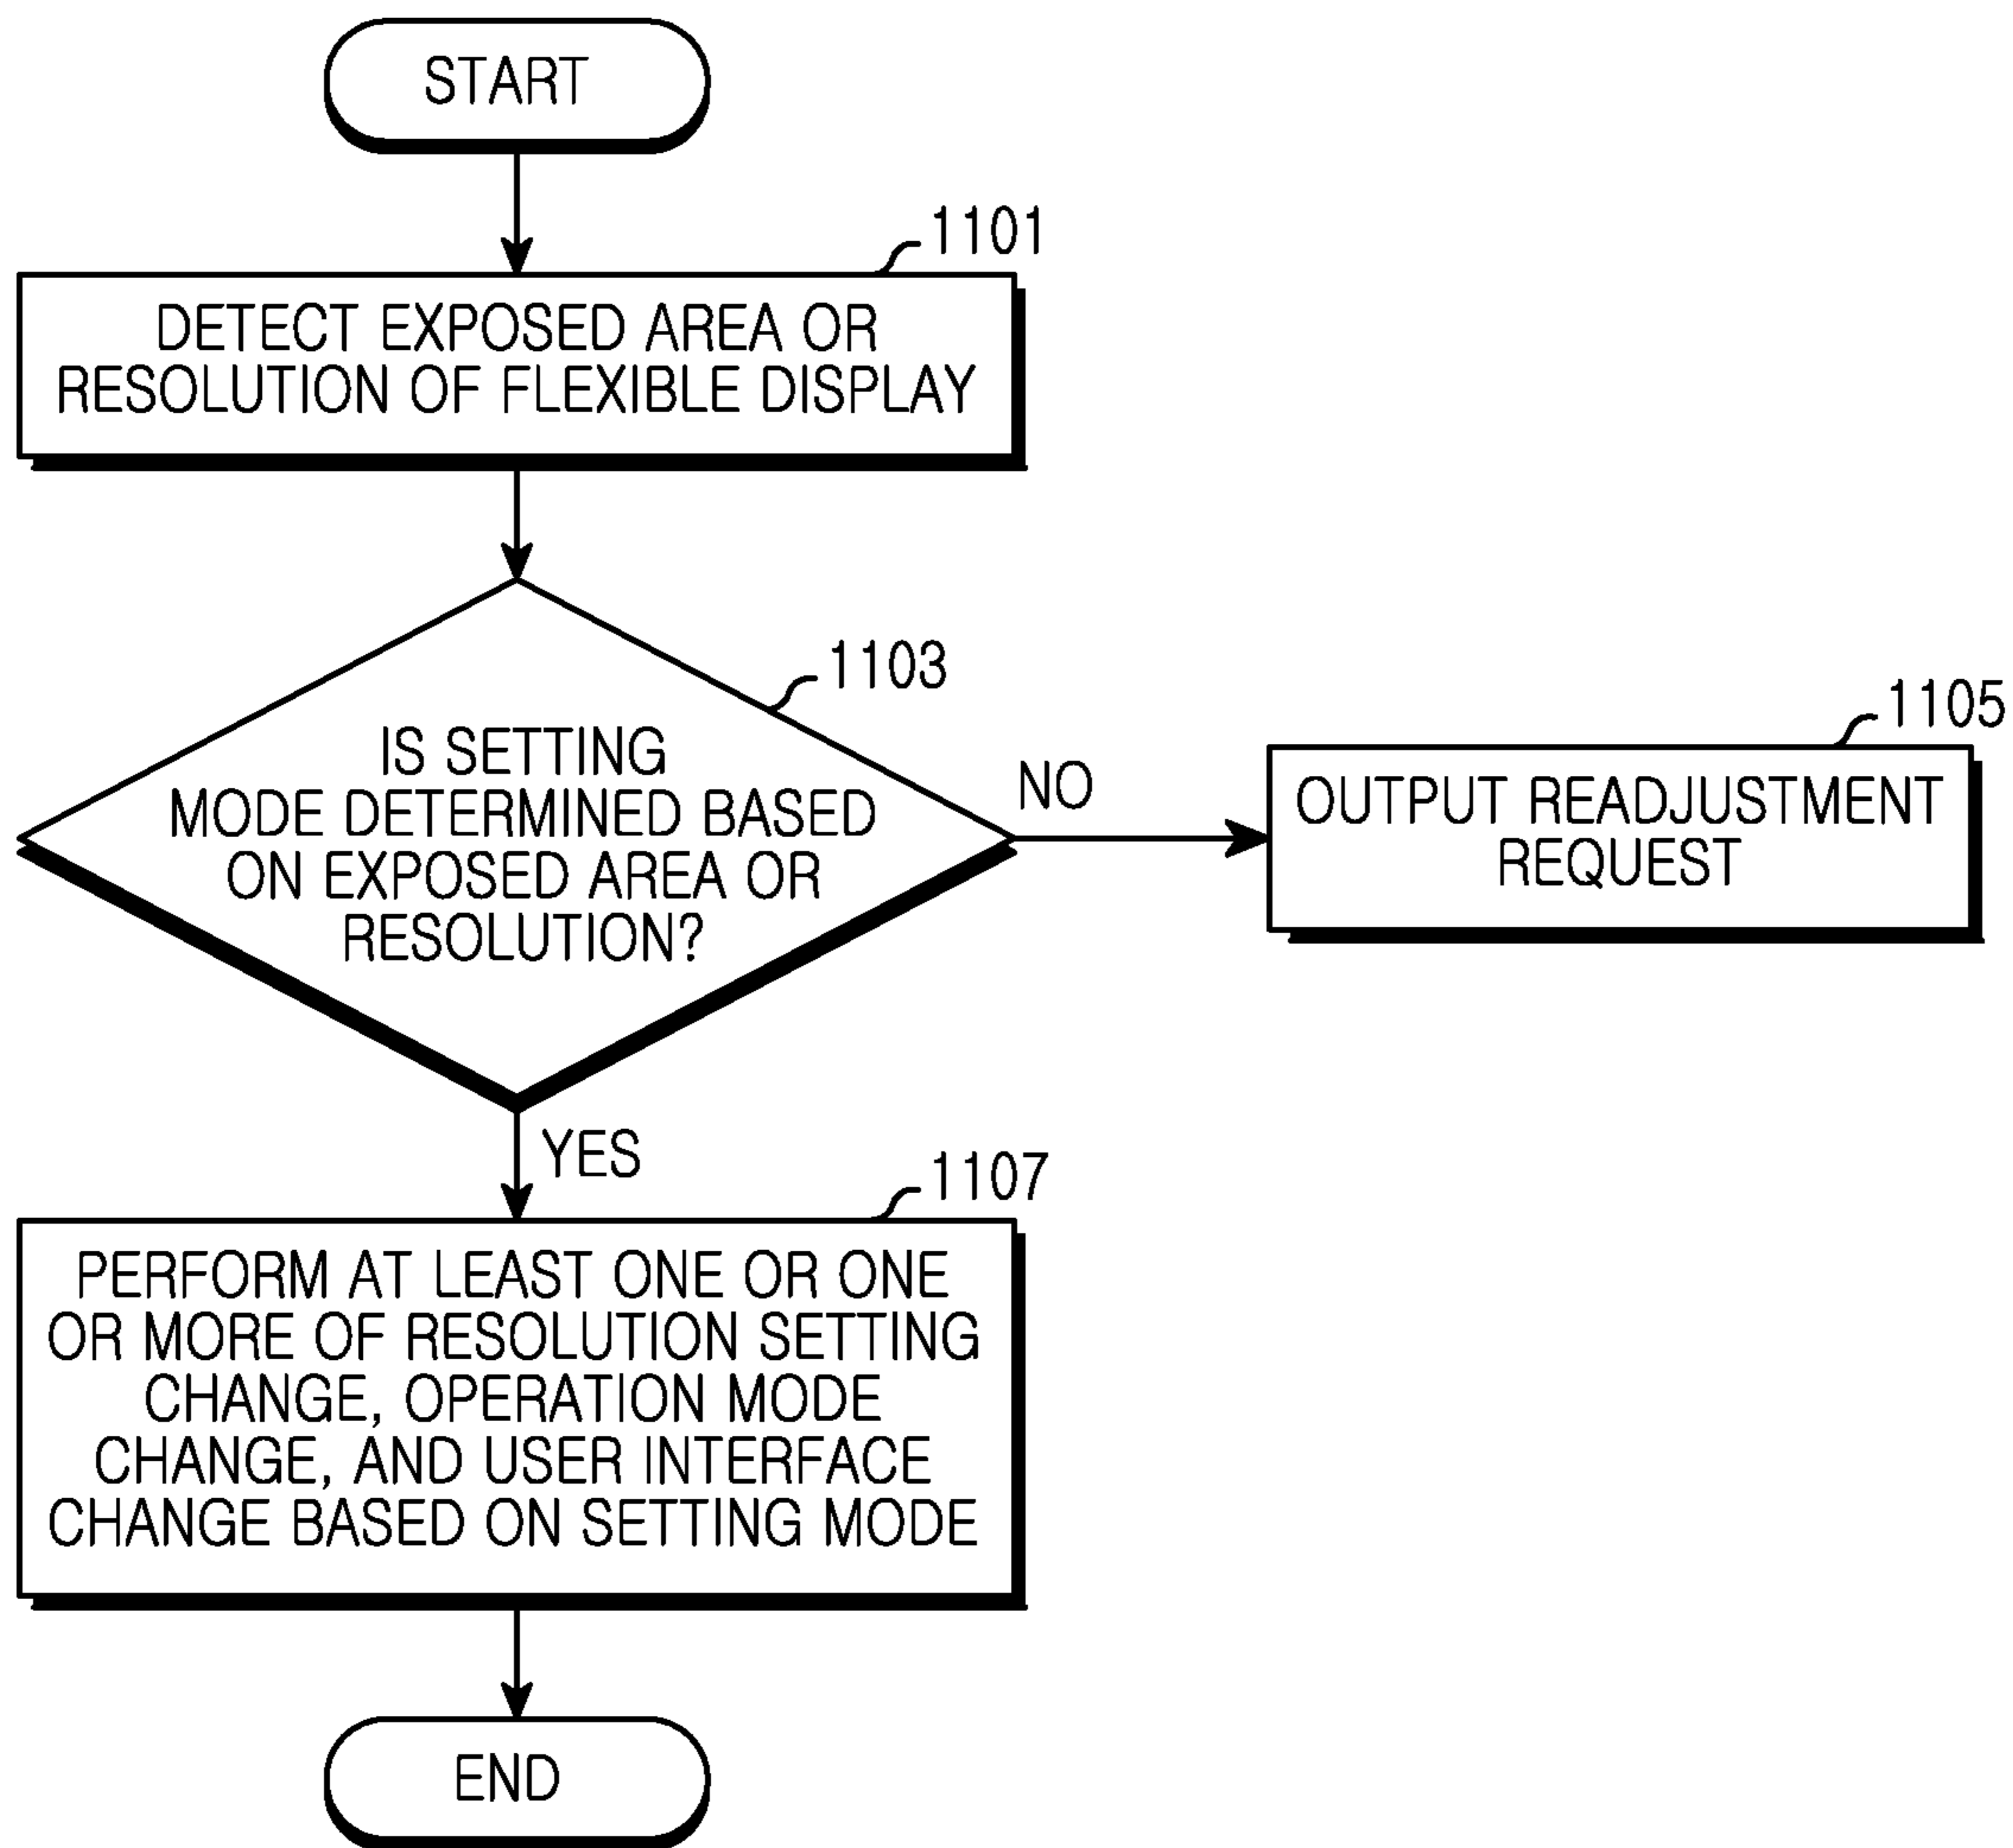 START
1101
DETECT EXPOSED AREA OR
RESOLUTION OF FLEXIBLE DISPLAY
1103
IS SETTING
MODE DETERMINED BASED
ON EXPOSED AREA OR
RESOLUTION?
NO
1105
OUTPUT READJUSTMENT
REQUEST
YES
1107
PERFORM AT LEAST ONE OR ONE
OR MORE OF RESOLUTION SETTING
CHANGE, OPERATION MODE
CHANGE, AND USER INTERFACE
CHANGE BASED ON SETTING MODE
END